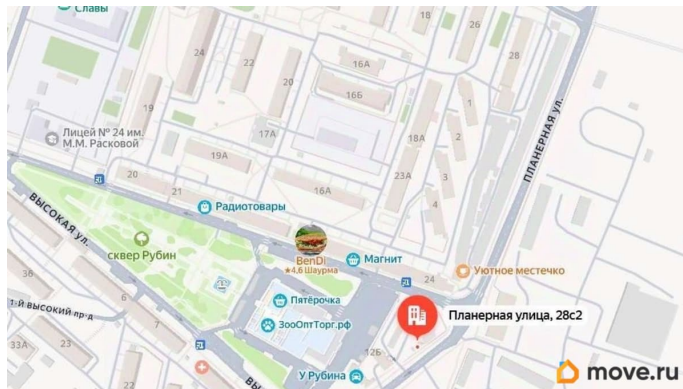 Славы
18
26
28
24
22
20
16А
16Б
1
2
3
4
19
17А
18А
23А
Лицей № 24 им.
М.М. Расковой
19А
20
21
16А
ПЛАНЕРНАЯ УЛ.
ВЫСОКАЯ УЛ.
Радиотовары
сквер Рубин
BenDi
★4,6 Шаурма
Магнит
24
Уютное местечко
36
1-Й ВЫСОКИЙ ПР-Д
6
7
Пятёрочка
ЗооОптТорг.рф
Планерная улица, 28с2
33А
22
12б
У Рубина
ВЫ
move.ru